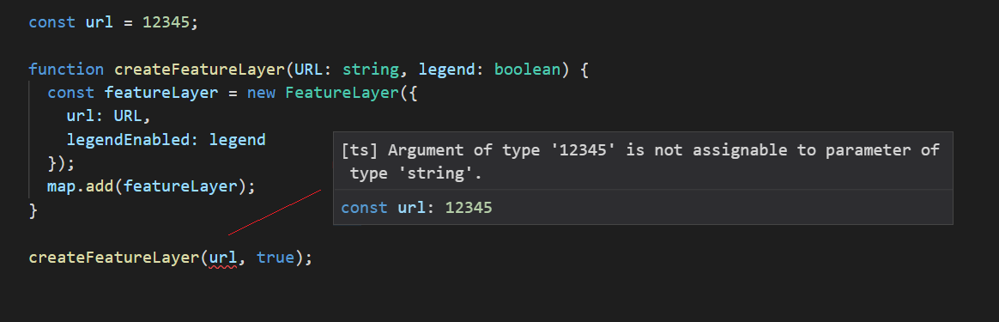 const url = 12345;
function createFeatureLayer(URL: string, legend: boolean) {
const featureLayer = new FeatureLayer({
url: URL,
legendEnabled: legend
});
map.add(featureLayer);
}
[ts] Argument of type '12345' is not assignable to parameter of
type 'string'.
const url: 12345
createFeatureLayer(url, true);